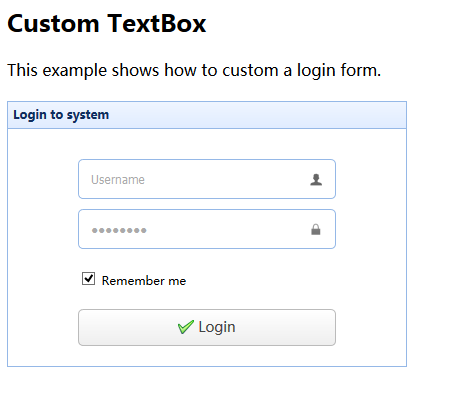 Custom TextBox
This example shows how to custom a login form.
Login to system
Username
●●●●●●●●
Remember me
Login